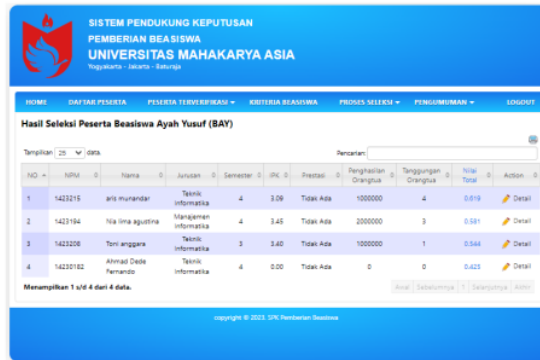 SISTEM PENDUKUNG KEPUTUSAN
PEMBERIAN BEASISWA
UNIVERSITAS MAHAKARYA ASIA
Yogyakarta - Jakarta - Baturaja
HOME DAFTAR PESERTA PESERTA TERVERIFIKASI KRITERIA BEASISWA PROSES SELEKSI PENGUMUMAN LOGOUT
Hasil Seleksi Peserta Beasiswa Ayah Yusuf (BAY)
Tampilkan 25 data. Pencarian:
NO NPM Nama Jurusan Semester IPK Prestasi Penghasilan Orangtua Tanggungan Orangtua Nilai Total Action
1 1423215 aris munandar Teknik Informatika 4 3.09 Tidak Ada 1000000 4 0.619 Detail
2 1423194 Nia lima agustina Manajemen Informatika 4 3.45 Tidak Ada 2000000 3 0.581 Detail
3 1423208 Toni anggara Teknik Informatika 3 3.40 Tidak Ada 1000000 1 0.544 Detail
4 14230182 Ahmad Dede Fernando Teknik Informatika 4 0.00 Tidak Ada 0 0 0.425 Detail
Menampilkan 1 s/d 4 dari 4 data. Awal Sebelumnya 1 Selanjutnya Akhir
copyright © 2023. SPK Pemberian Beasiswa